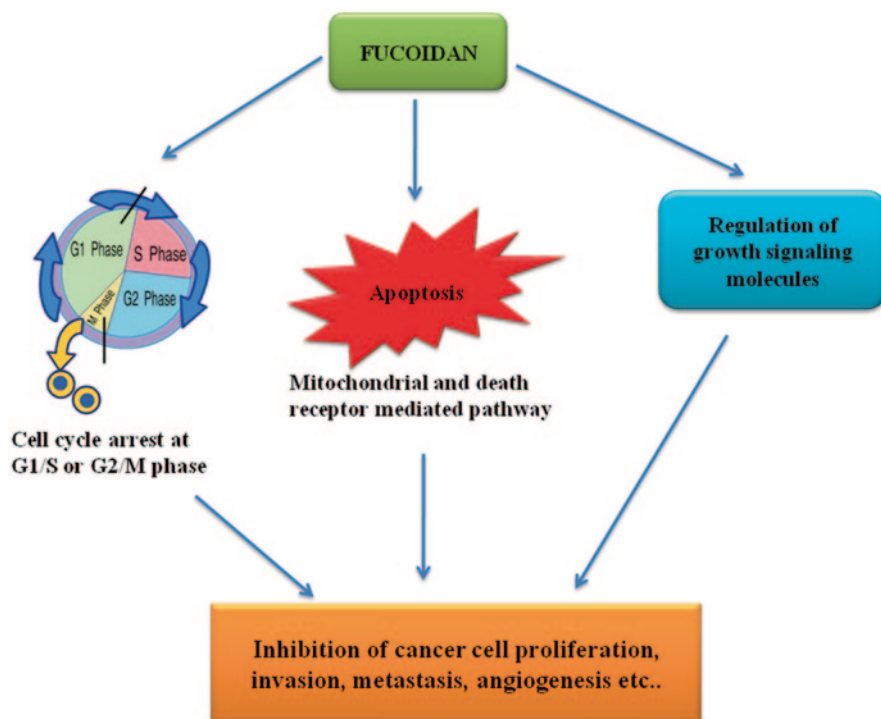 FUCOIDAN
G1 Phase
S Phase
G2 Phase
M Phase
Cell cycle arrest at
G1/S or G2/M phase
Apoptosis
Mitochondrial and death
receptor mediated pathway
Regulation of
growth signaling
molecules
Inhibition of cancer cell proliferation,
invasion, metastasis, angiogenesis etc..